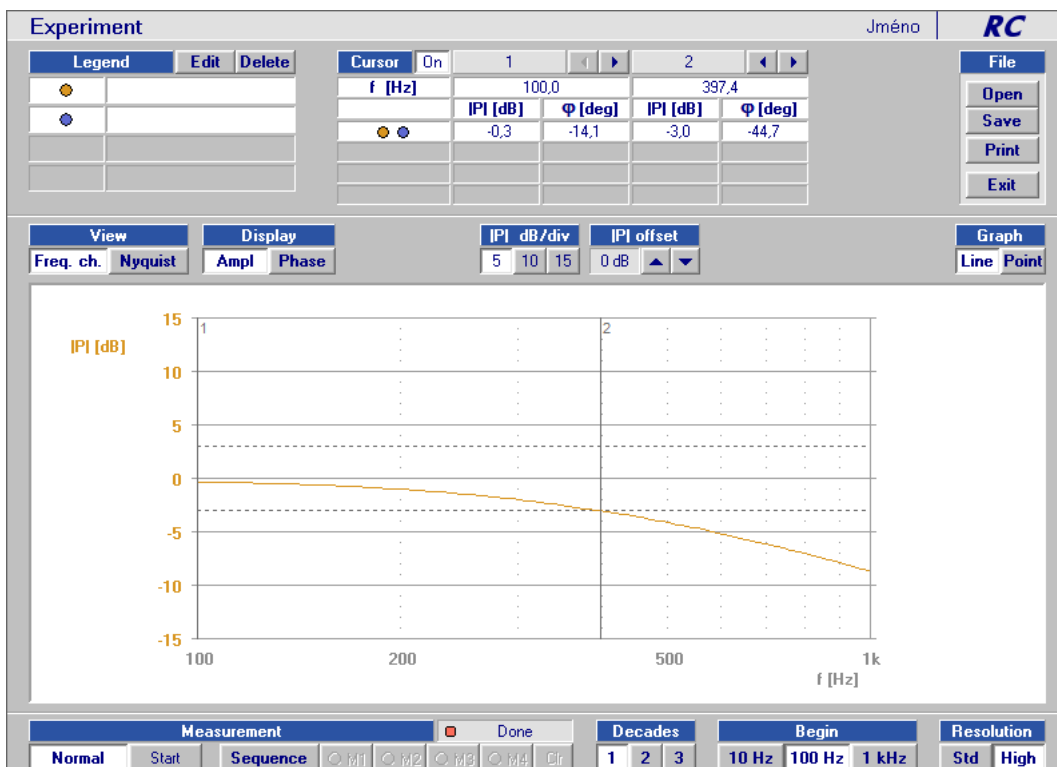 Experiment Jméno RC
Legend Edit Delete Cursor On 1 2 File
f [Hz] 100,0 397,4 Open
|P| [dB] φ [deg] |P| [dB] φ [deg] Save
-0,3 -14,1 -3,0 -44,7
Print
Exit
View Display |P| dB/div |P| offset Graph
Freq. ch. Nyquist Ampl Phase 5 10 15 0 dB Line Point
15
1 2
|P| [dB]
10
5
0
-5
-10
-15
100 200 500 1k
f [Hz]
Measurement Done Decades Begin Resolution
Normal Start Sequence M1 M2 M3 M4 Clr 1 2 3 10 Hz 100 Hz 1 kHz Std High